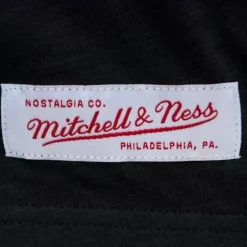 NOSTALGIA CO.
Mitchell & Ness
PHILADELPHIA, PA.